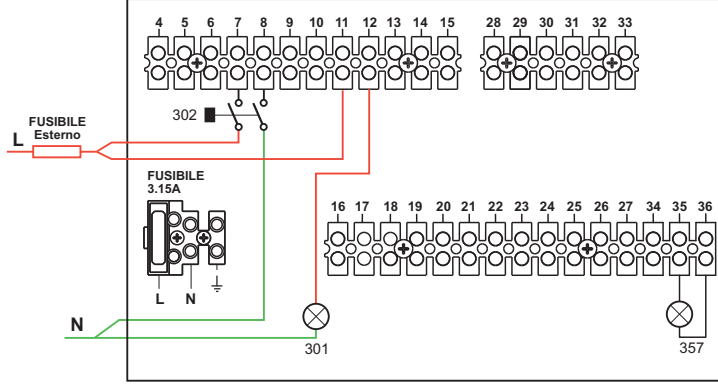 4 5 6 7 8 9 10 11 12 13 14 15
28 29 30 31 32 33
302
FUSIBILE
Esterno
L
FUSIBILE
3.15A
16 17 18 19 20 21 22 23 24 25 26 27 34 35 36
L N
N
301
357